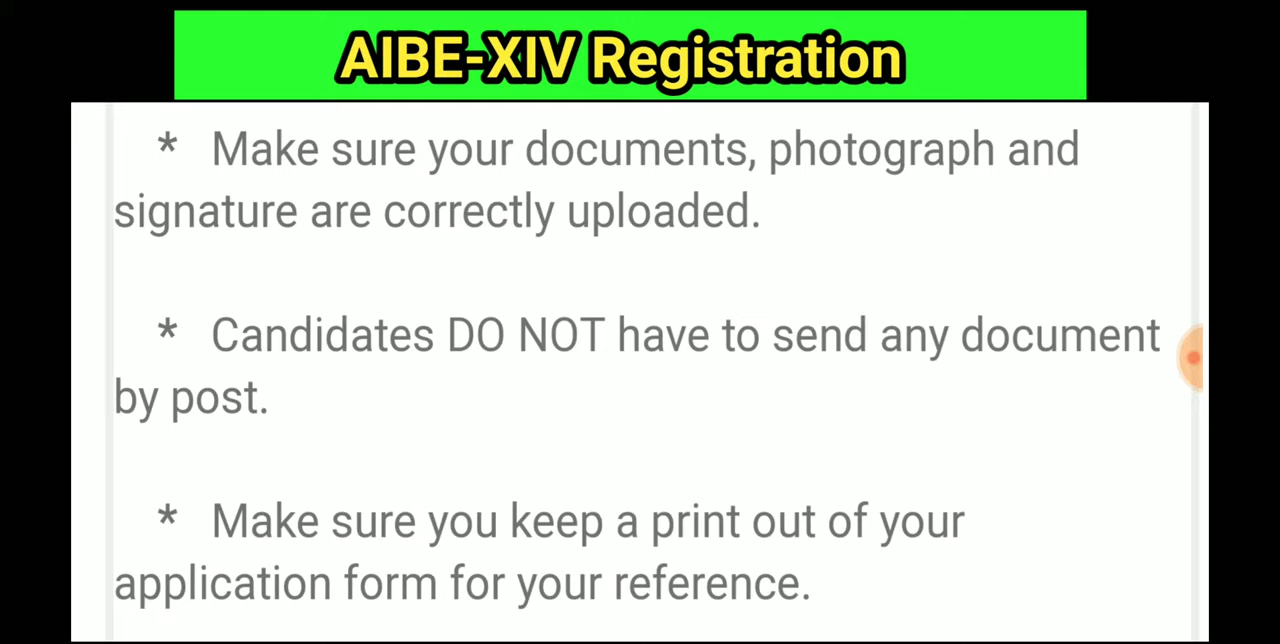 AIBE-XIV Registration
* Make sure your documents, photograph and
signature are correctly uploaded.
* Candidates DO NOT have to send any document
by post.
* Make sure you keep a print out of your
application form for your reference.